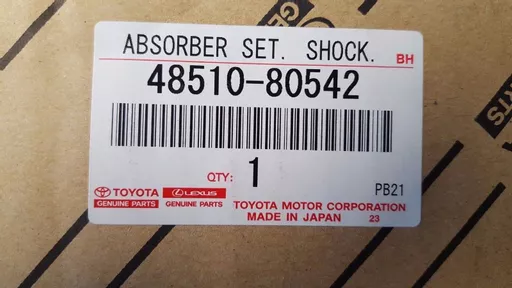 ABSORBER SET. SHOCK.
BH
48510-80542
QTY: 1
PB21
TOYOTA
GENUINE PARTS
LEXUS
GENUINE PARTS
TOYOTA MOTOR CORPORATION
MADE IN JAPAN 23